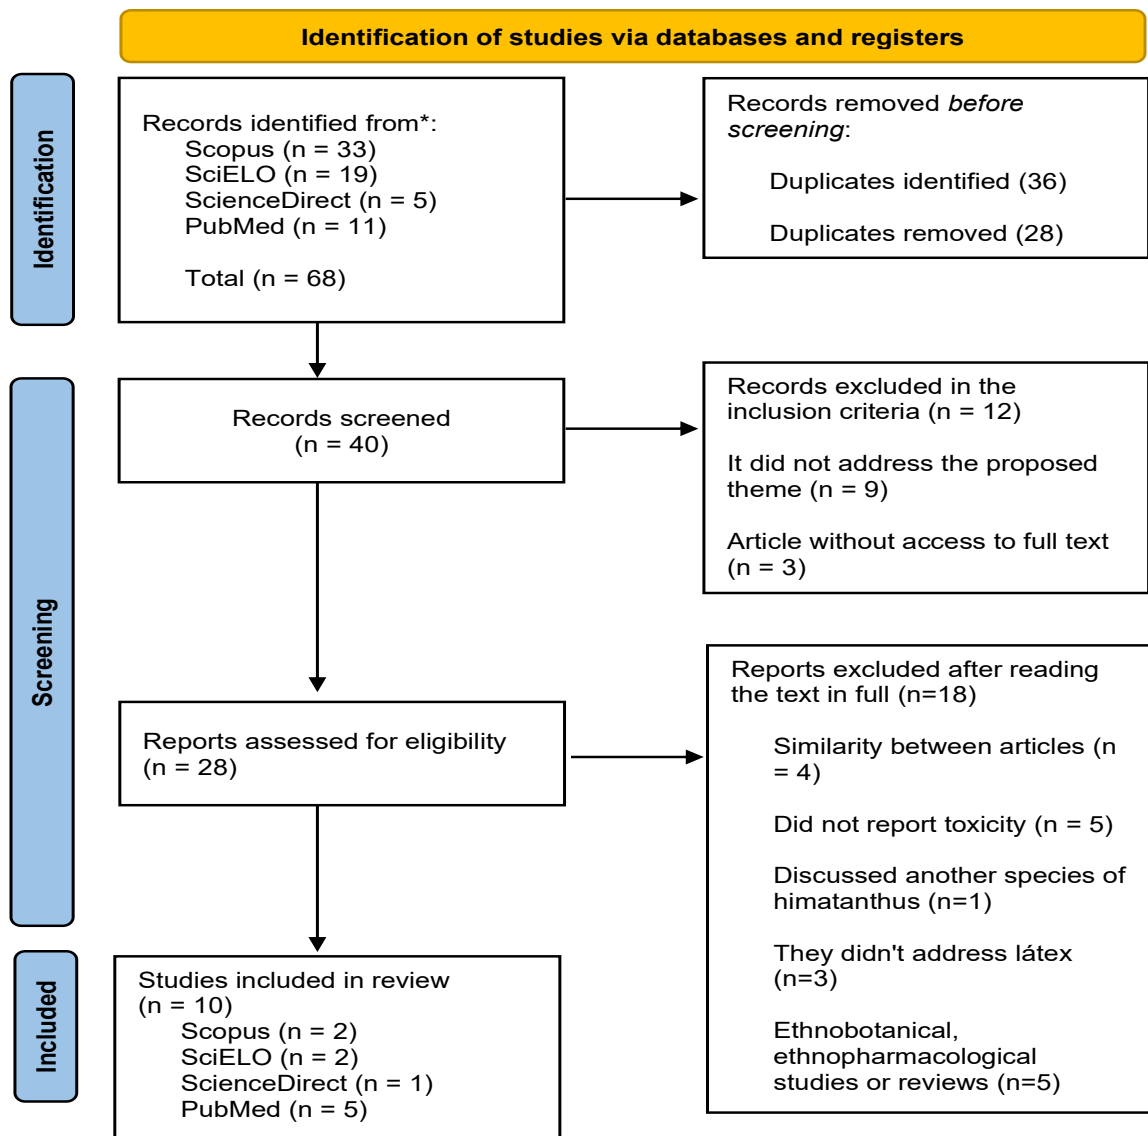 Identification of studies via databases and registers
Identification
Records identified from*:
Scopus (n = 33)
SciELO (n = 19)
ScienceDirect (n = 5)
PubMed (n = 11)
Total (n = 68)
Records removed before
screening:
Duplicates identified (36)
Duplicates removed (28)
Screening
Records screened
(n = 40)
Records excluded in the
inclusion criteria (n = 12)
It did not address the proposed
theme (n = 9)
Article without access to full text
(n = 3)
Reports assessed for eligibility
(n = 28)
Reports excluded after reading
the text in full (n=18)
Similarity between articles (n
= 4)
Did not report toxicity (n = 5)
Discussed another species of
himatanthus (n=1)
They didn't address látex
(n=3)
Ethnobotanical,
ethnopharmacological
studies or reviews (n=5)
Included
Studies included in review
(n = 10)
Scopus (n = 2)
SciELO (n = 2)
ScienceDirect (n = 1)
PubMed (n = 5)